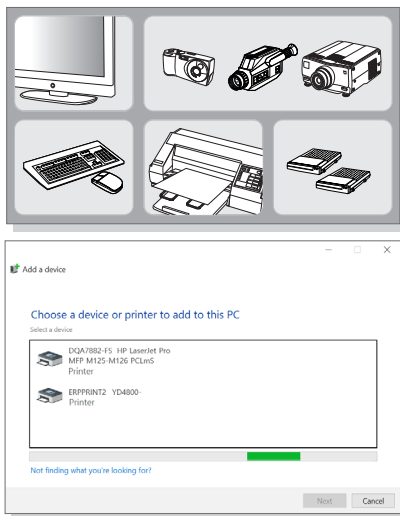 Add a device
Choose a device or printer to add to this PC
Select a device
DQA7882-F5 HP LaserJet Pro
MFP M125-M126 PCLmS
Printer
ERPPRINT2 YD4800-
Printer
Not finding what you're looking for?
Next
Cancel